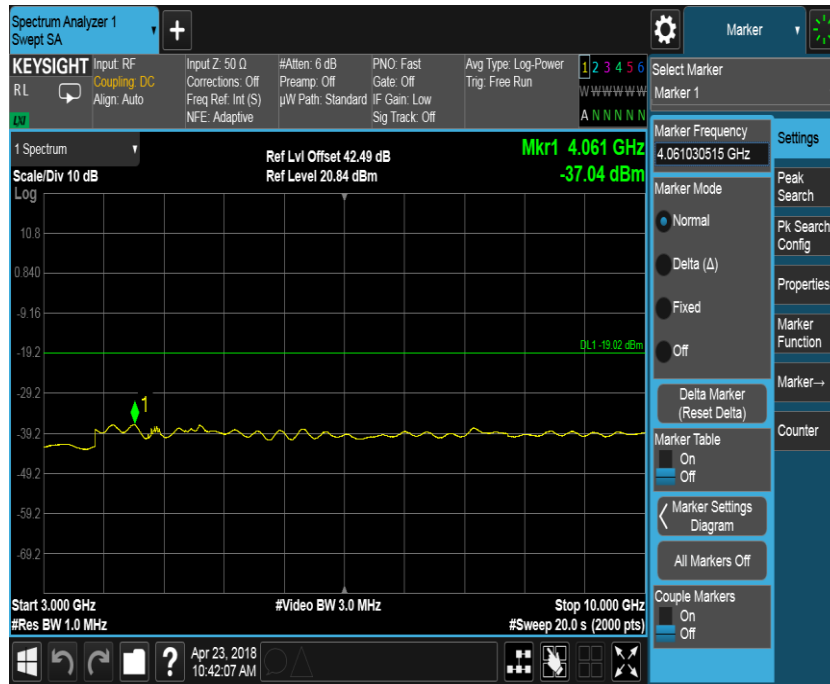 Spectrum Analyzer 1
Swept SA
+
Marker
KEYSIGHT
RL
LXI
Input: RF
Coupling: DC
Align: Auto
Input Z: 50 Ω
Corrections: Off
Freq Ref: Int (S)
NFE: Adaptive
#Atten: 6 dB
Preamp: Off
µW Path: Standard
PNO: Fast
Gate: Off
IF Gain: Low
Sig Track: Off
Avg Type: Log-Power
Trig: Free Run
1 2 3 4 5 6
W W W W W W
A N N N N N
Select Marker
Marker 1
1 Spectrum
Scale/Div 10 dB
Ref Lvl Offset 42.49 dB
Ref Level 20.84 dBm
Mkr1 4.061 GHz
-37.04 dBm
Log
10.8
0.840
-9.16
-19.2
-29.2
-39.2
-49.2
-59.2
-69.2
DL1 -19.02 dBm
1
Start 3.000 GHz
#Res BW 1.0 MHz
#Video BW 3.0 MHz
Stop 10.000 GHz
#Sweep 20.0 s (2000 pts)
Marker Frequency
4.061030515 GHz
Marker Mode
Normal
Delta (Δ)
Fixed
Off
Delta Marker
(Reset Delta)
Marker Table
On
Off
Marker Settings
Diagram
All Markers Off
Couple Markers
On
Off
Settings
Peak
Search
Pk Search
Config
Properties
Marker
Function
Marker→
Counter
?
Apr 23, 2018
10:42:07 AM